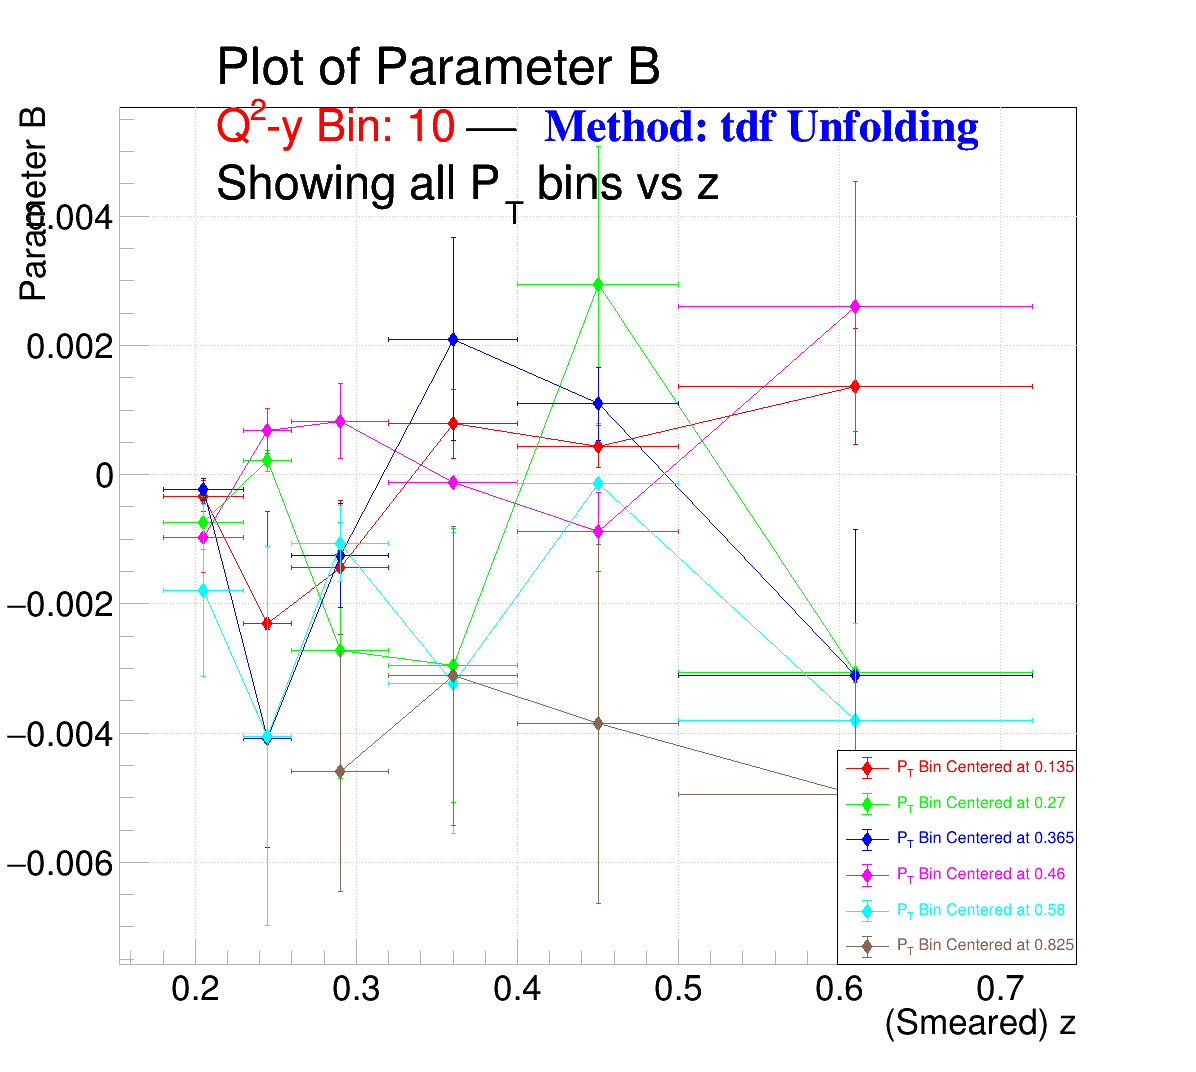 Plot of Parameter B
Q²-y Bin: 10 — Method: tdf Unfolding
Showing all P_T bins vs z
Parameter B
0.004
0.002
0
−0.002
−0.004
−0.006
0.2 0.3 0.4 0.5 0.6 0.7
(Smeared) z
P_T Bin Centered at 0.135
P_T Bin Centered at 0.27
P_T Bin Centered at 0.365
P_T Bin Centered at 0.46
P_T Bin Centered at 0.58
P_T Bin Centered at 0.825